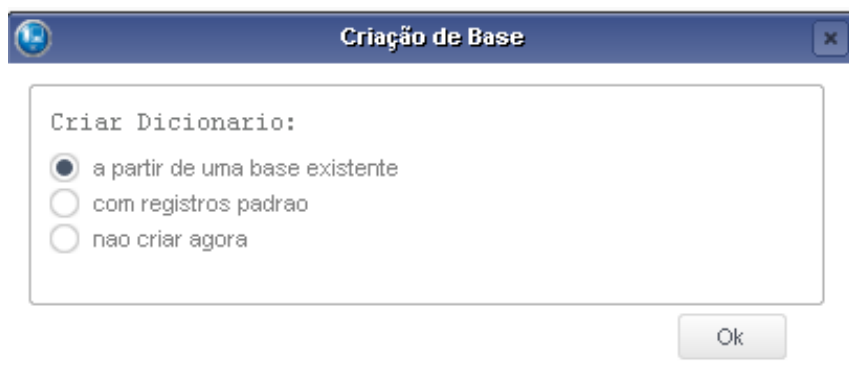 Criação de Base
Criar Dicionario:
a partir de uma base existente
com registros padrao
nao criar agora
Ok